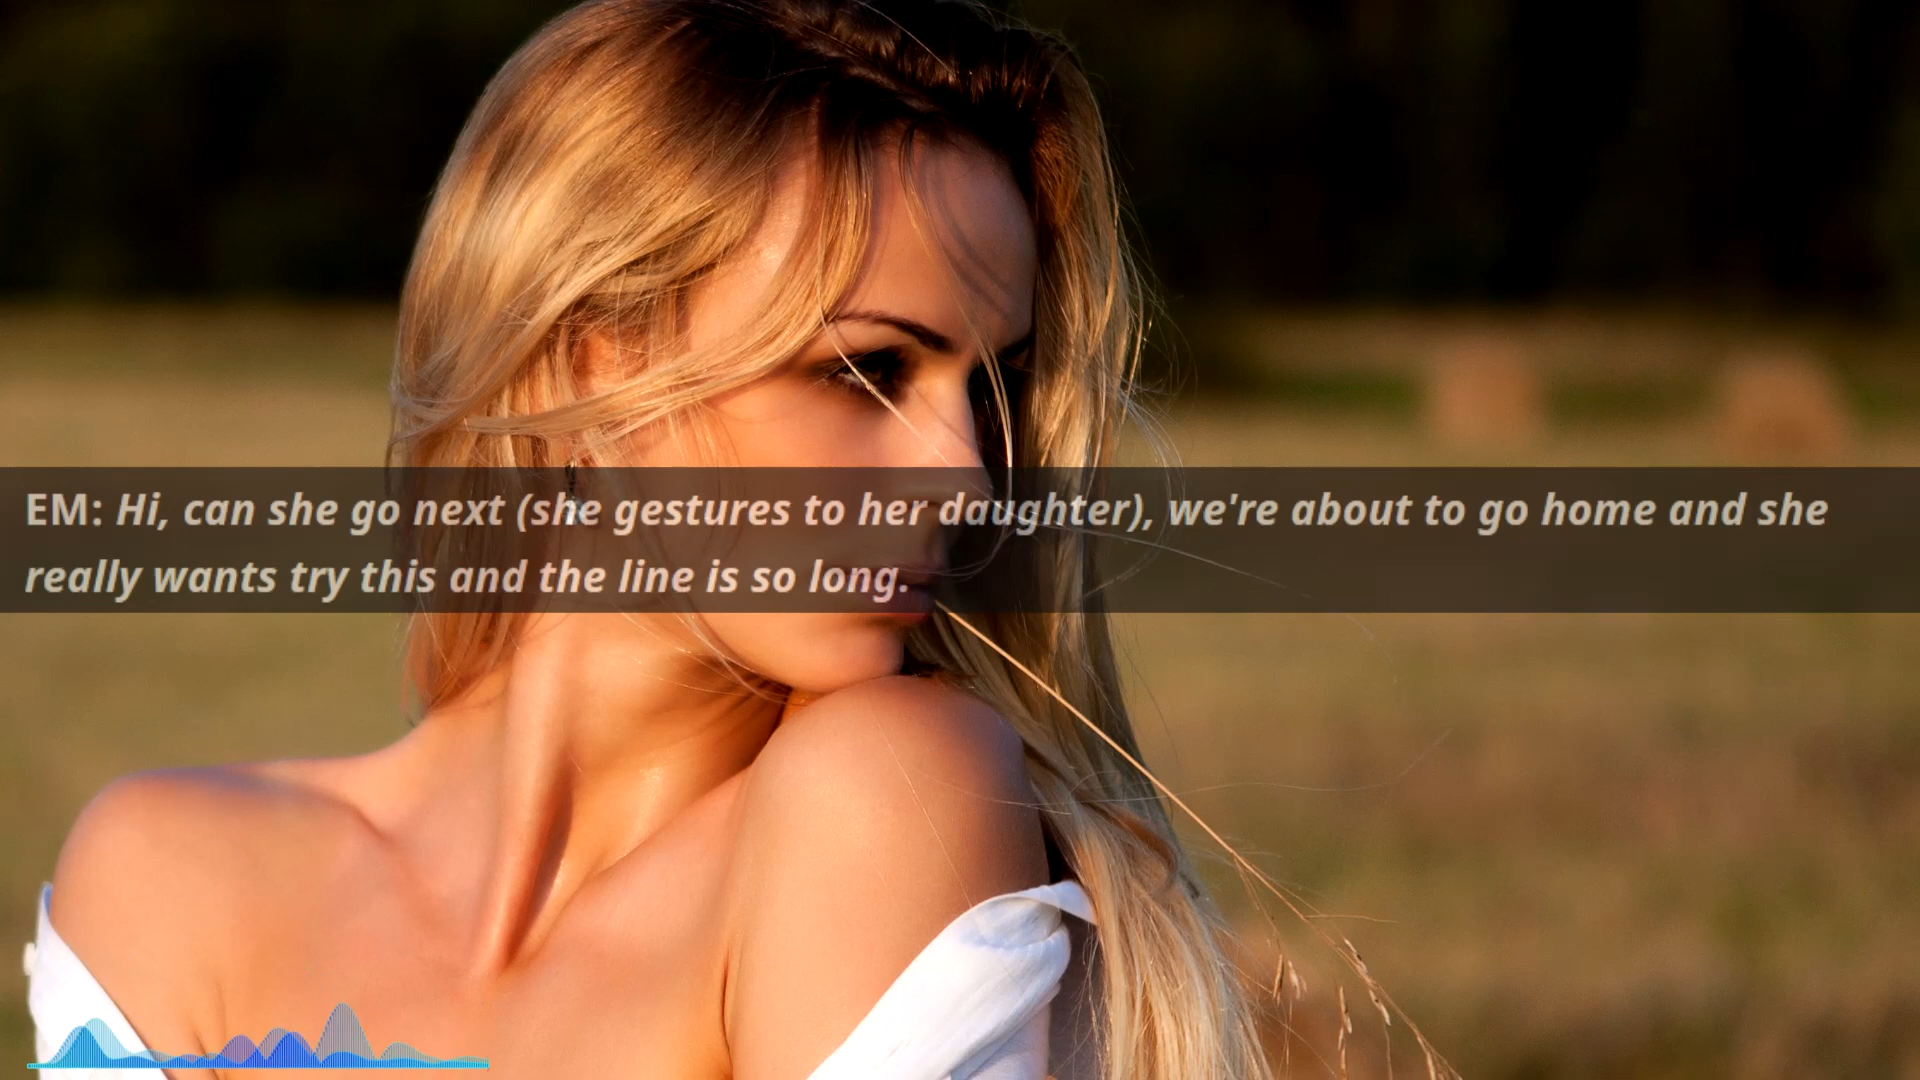 EM: Hi, can she go next (she gestures to her daughter), we're about to go home and she
really wants try this and the line is so long.